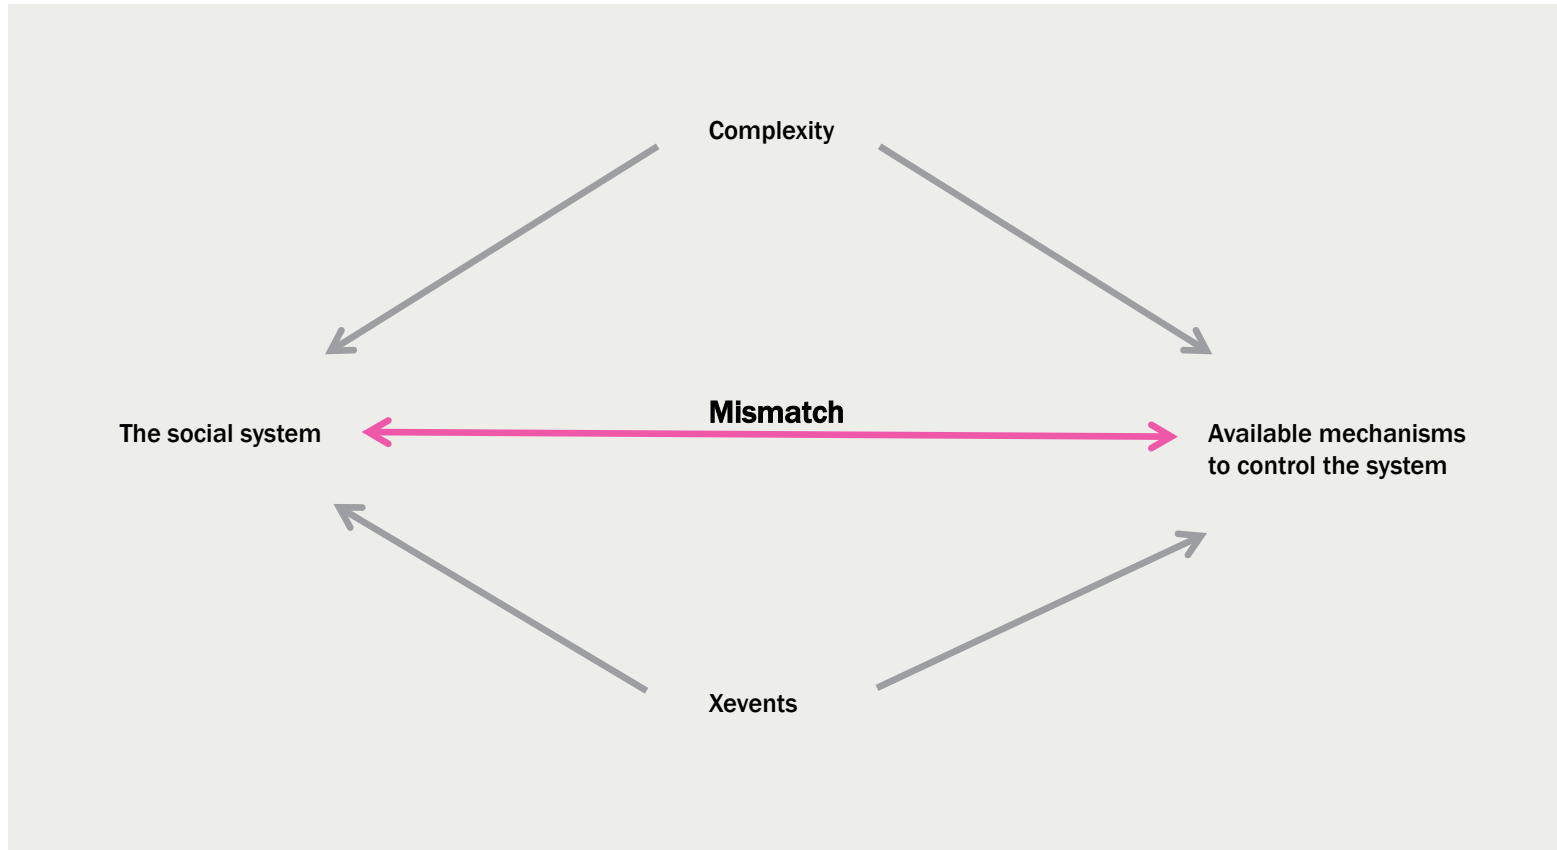 Complexity
Mismatch
The social system
Available mechanisms
to control the system
Xevents